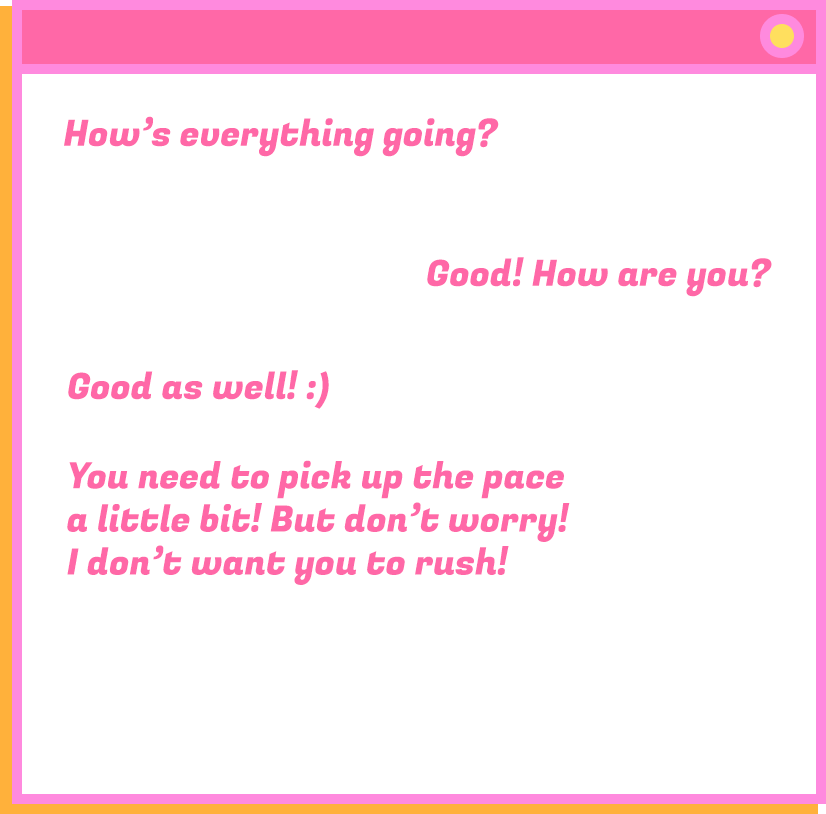 How’s everything going?
Good! How are you?
Good as well! :)
You need to pick up the pace
a little bit! But don’t worry!
I don’t want you to rush!